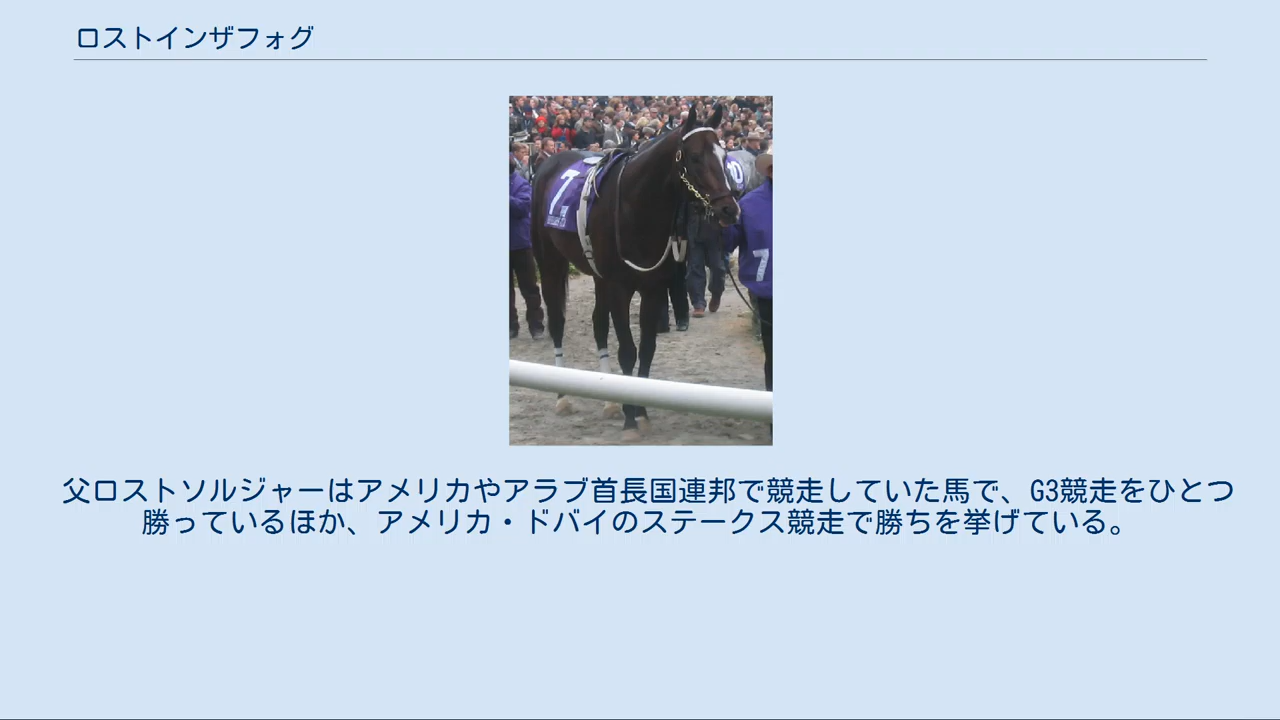 ロストインザフォグ
7
10
7
父ロストソルジャーはアメリカやアラブ首長国連邦で競走していた馬で、G3競走をひとつ
勝っているほか、アメリカ・ドバイのステークス競走で勝ちを挙げている。